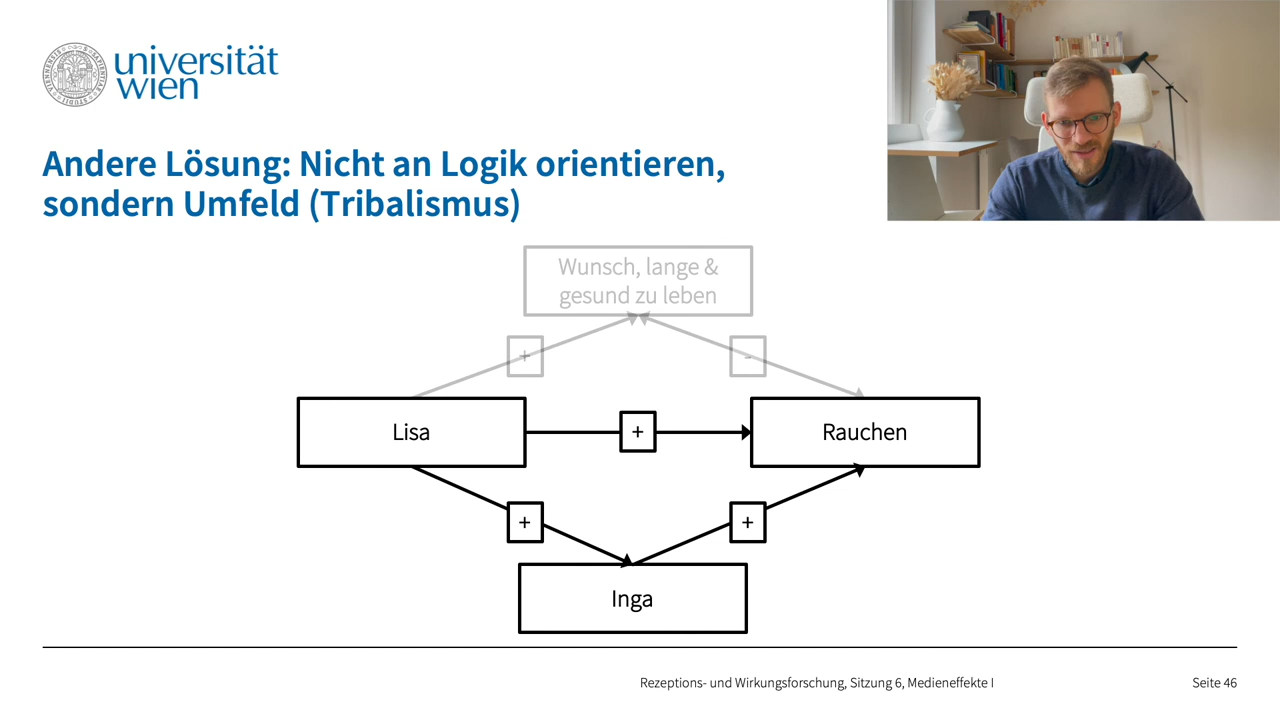 universität
wien
Andere Lösung: Nicht an Logik orientieren,
sondern Umfeld (Tribalismus)
Wunsch, lange &
gesund zu leben
+
-
Lisa
+
Rauchen
+
+
Inga
Rezeptions- und Wirkungsforschung, Sitzung 6, Medieneffekte I
Seite 46